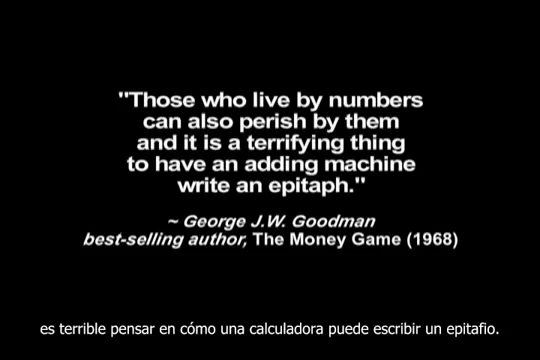 "Those who live by numbers
can also perish by them
and it is a terrifying thing
to have an adding machine
write an epitaph."
~ George J.W. Goodman
best-selling author, The Money Game (1968)
es terrible pensar en cómo una calculadora puede escribir un epitafio.